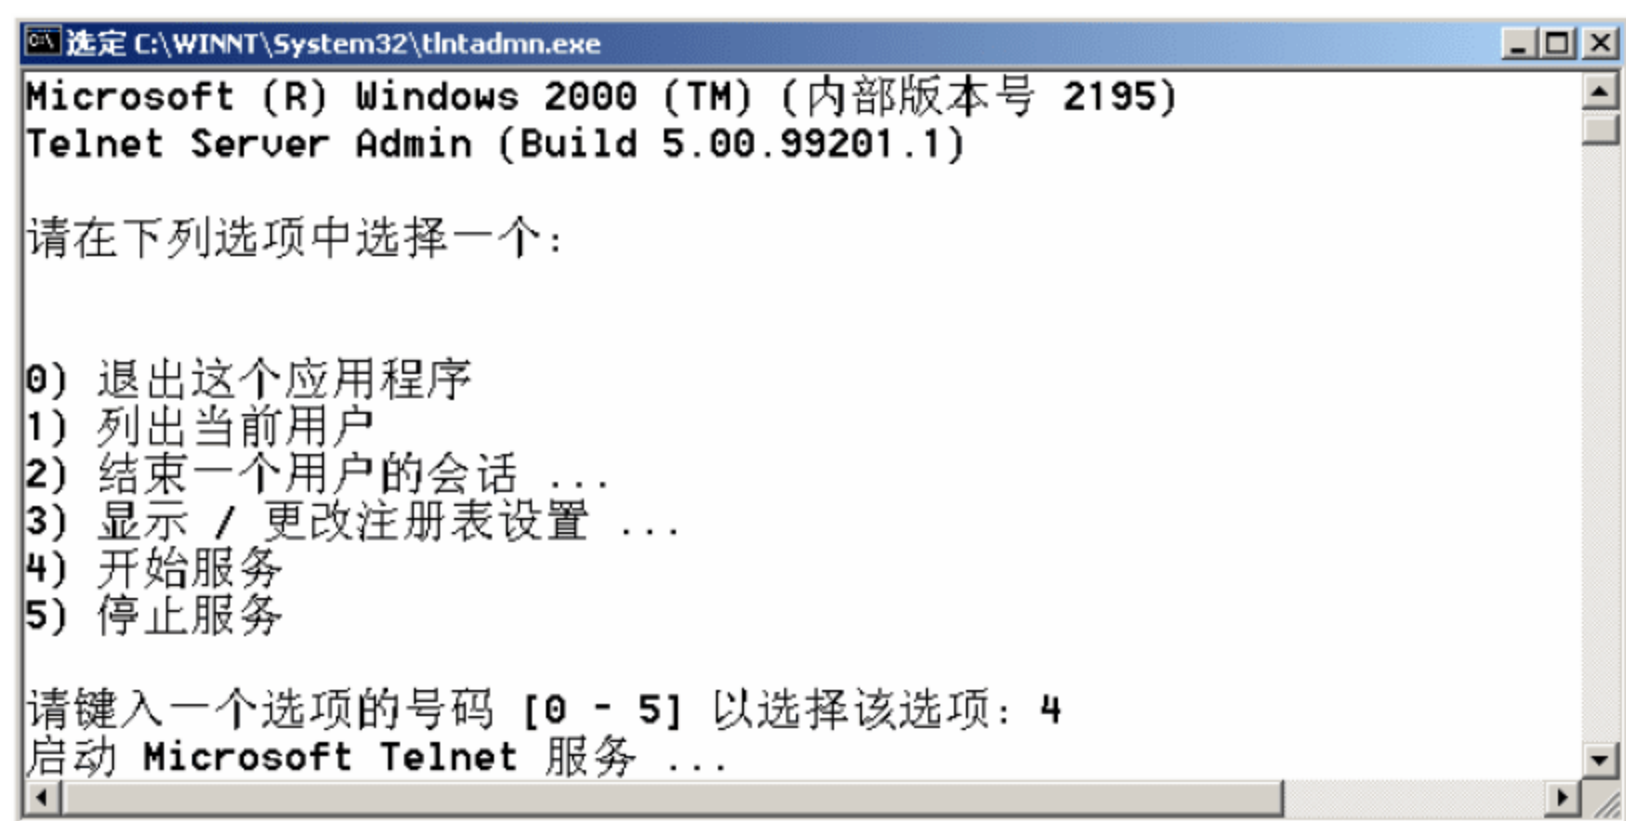 选定 C:\WINNT\System32\tlntadmn.exe
Microsoft (R) Windows 2000 (TM) (内部版本号 2195)
Telnet Server Admin (Build 5.00.99201.1)
请在下列选项中选择一个:
0) 退出这个应用程序
1) 列出当前用户
2) 结束一个用户的会话 ...
3) 显示 / 更改注册表设置 ...
4) 开始服务
5) 停止服务
请键入一个选项的号码 [0 - 5] 以选择该选项: 4
启动 Microsoft Telnet 服务 ...